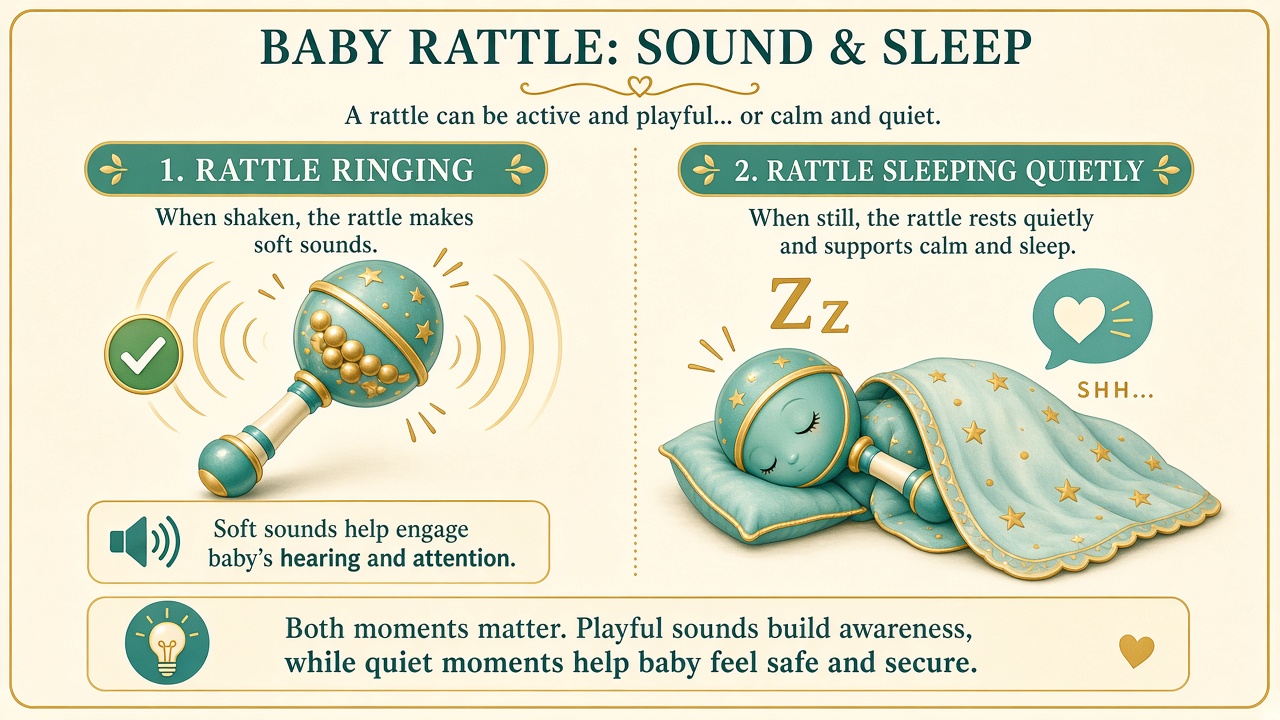 BABY RATTLE: SOUND & SLEEP
A rattle can be active and playful... or calm and quiet.
1. RATTLE RINGING
When shaken, the rattle makes
soft sounds.
Soft sounds help engage
baby's hearing and attention.
2. RATTLE SLEEPING QUIETLY
When still, the rattle rests quietly
and supports calm and sleep.
Z z
SHH...
Both moments matter. Playful sounds build awareness,
while quiet moments help baby feel safe and secure.